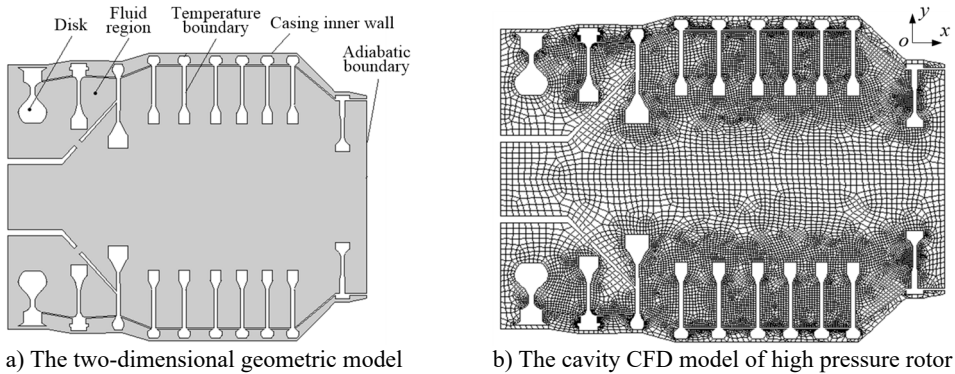 Disk
Fluid
region
Temperature
boundary
Casing inner wall
Adiabatic
boundary
y
o
x
a) The two-dimensional geometric model
b) The cavity CFD model of high pressure rotor